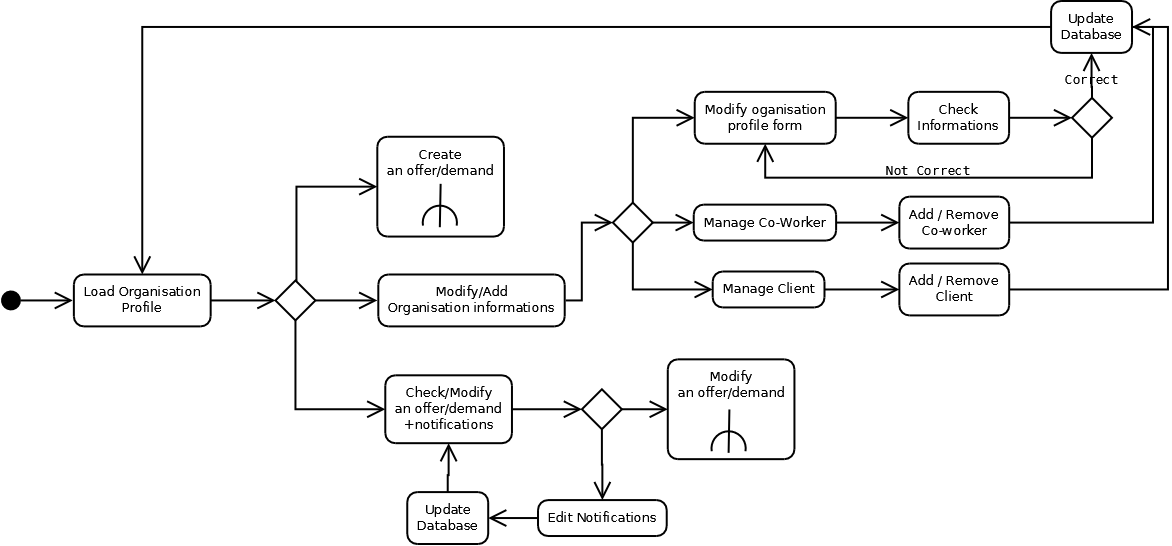 Update
Database
Correct
Modify oganisation
profile form
Check
Informations
Not Correct
Create
an offer/demand
Manage Co-Worker
Add / Remove
Co-worker
Load Organisation
Profile
Modify/Add
Organisation informations
Manage Client
Add / Remove
Client
Check/Modify
an offer/demand
+notifications
Modify
an offer/demand
Update
Database
Edit Notifications